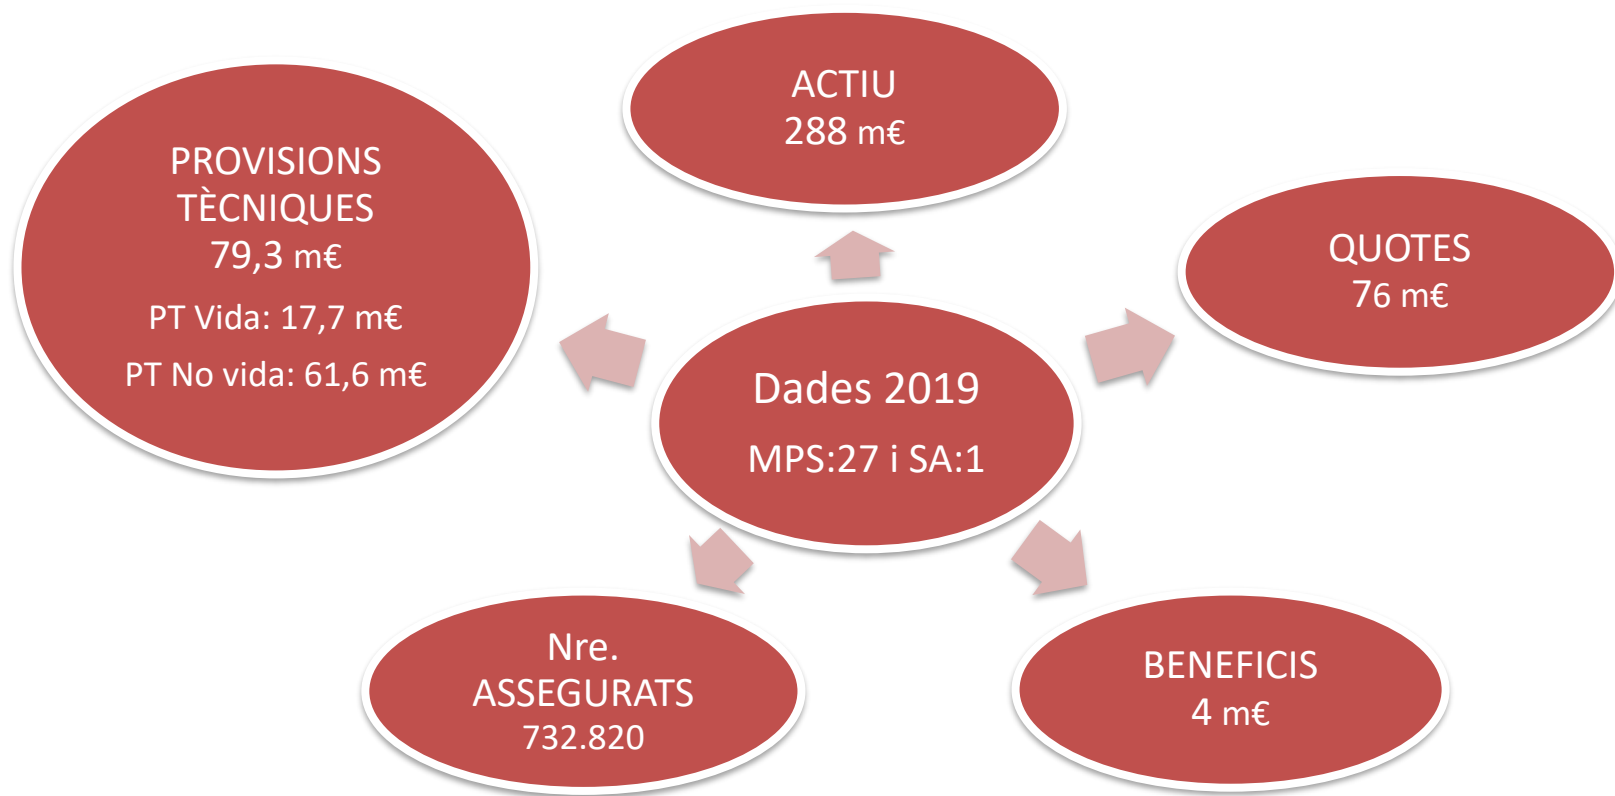 ACTIU
288 m€
PROVISIONS
TÈCNIQUES
79,3 m€
PT Vida: 17,7 m€
PT No vida: 61,6 m€
QUOTES
76 m€
Dades 2019
MPS:27 i SA:1
Nre.
ASSEGURATS
732.820
BENEFICIS
4 m€